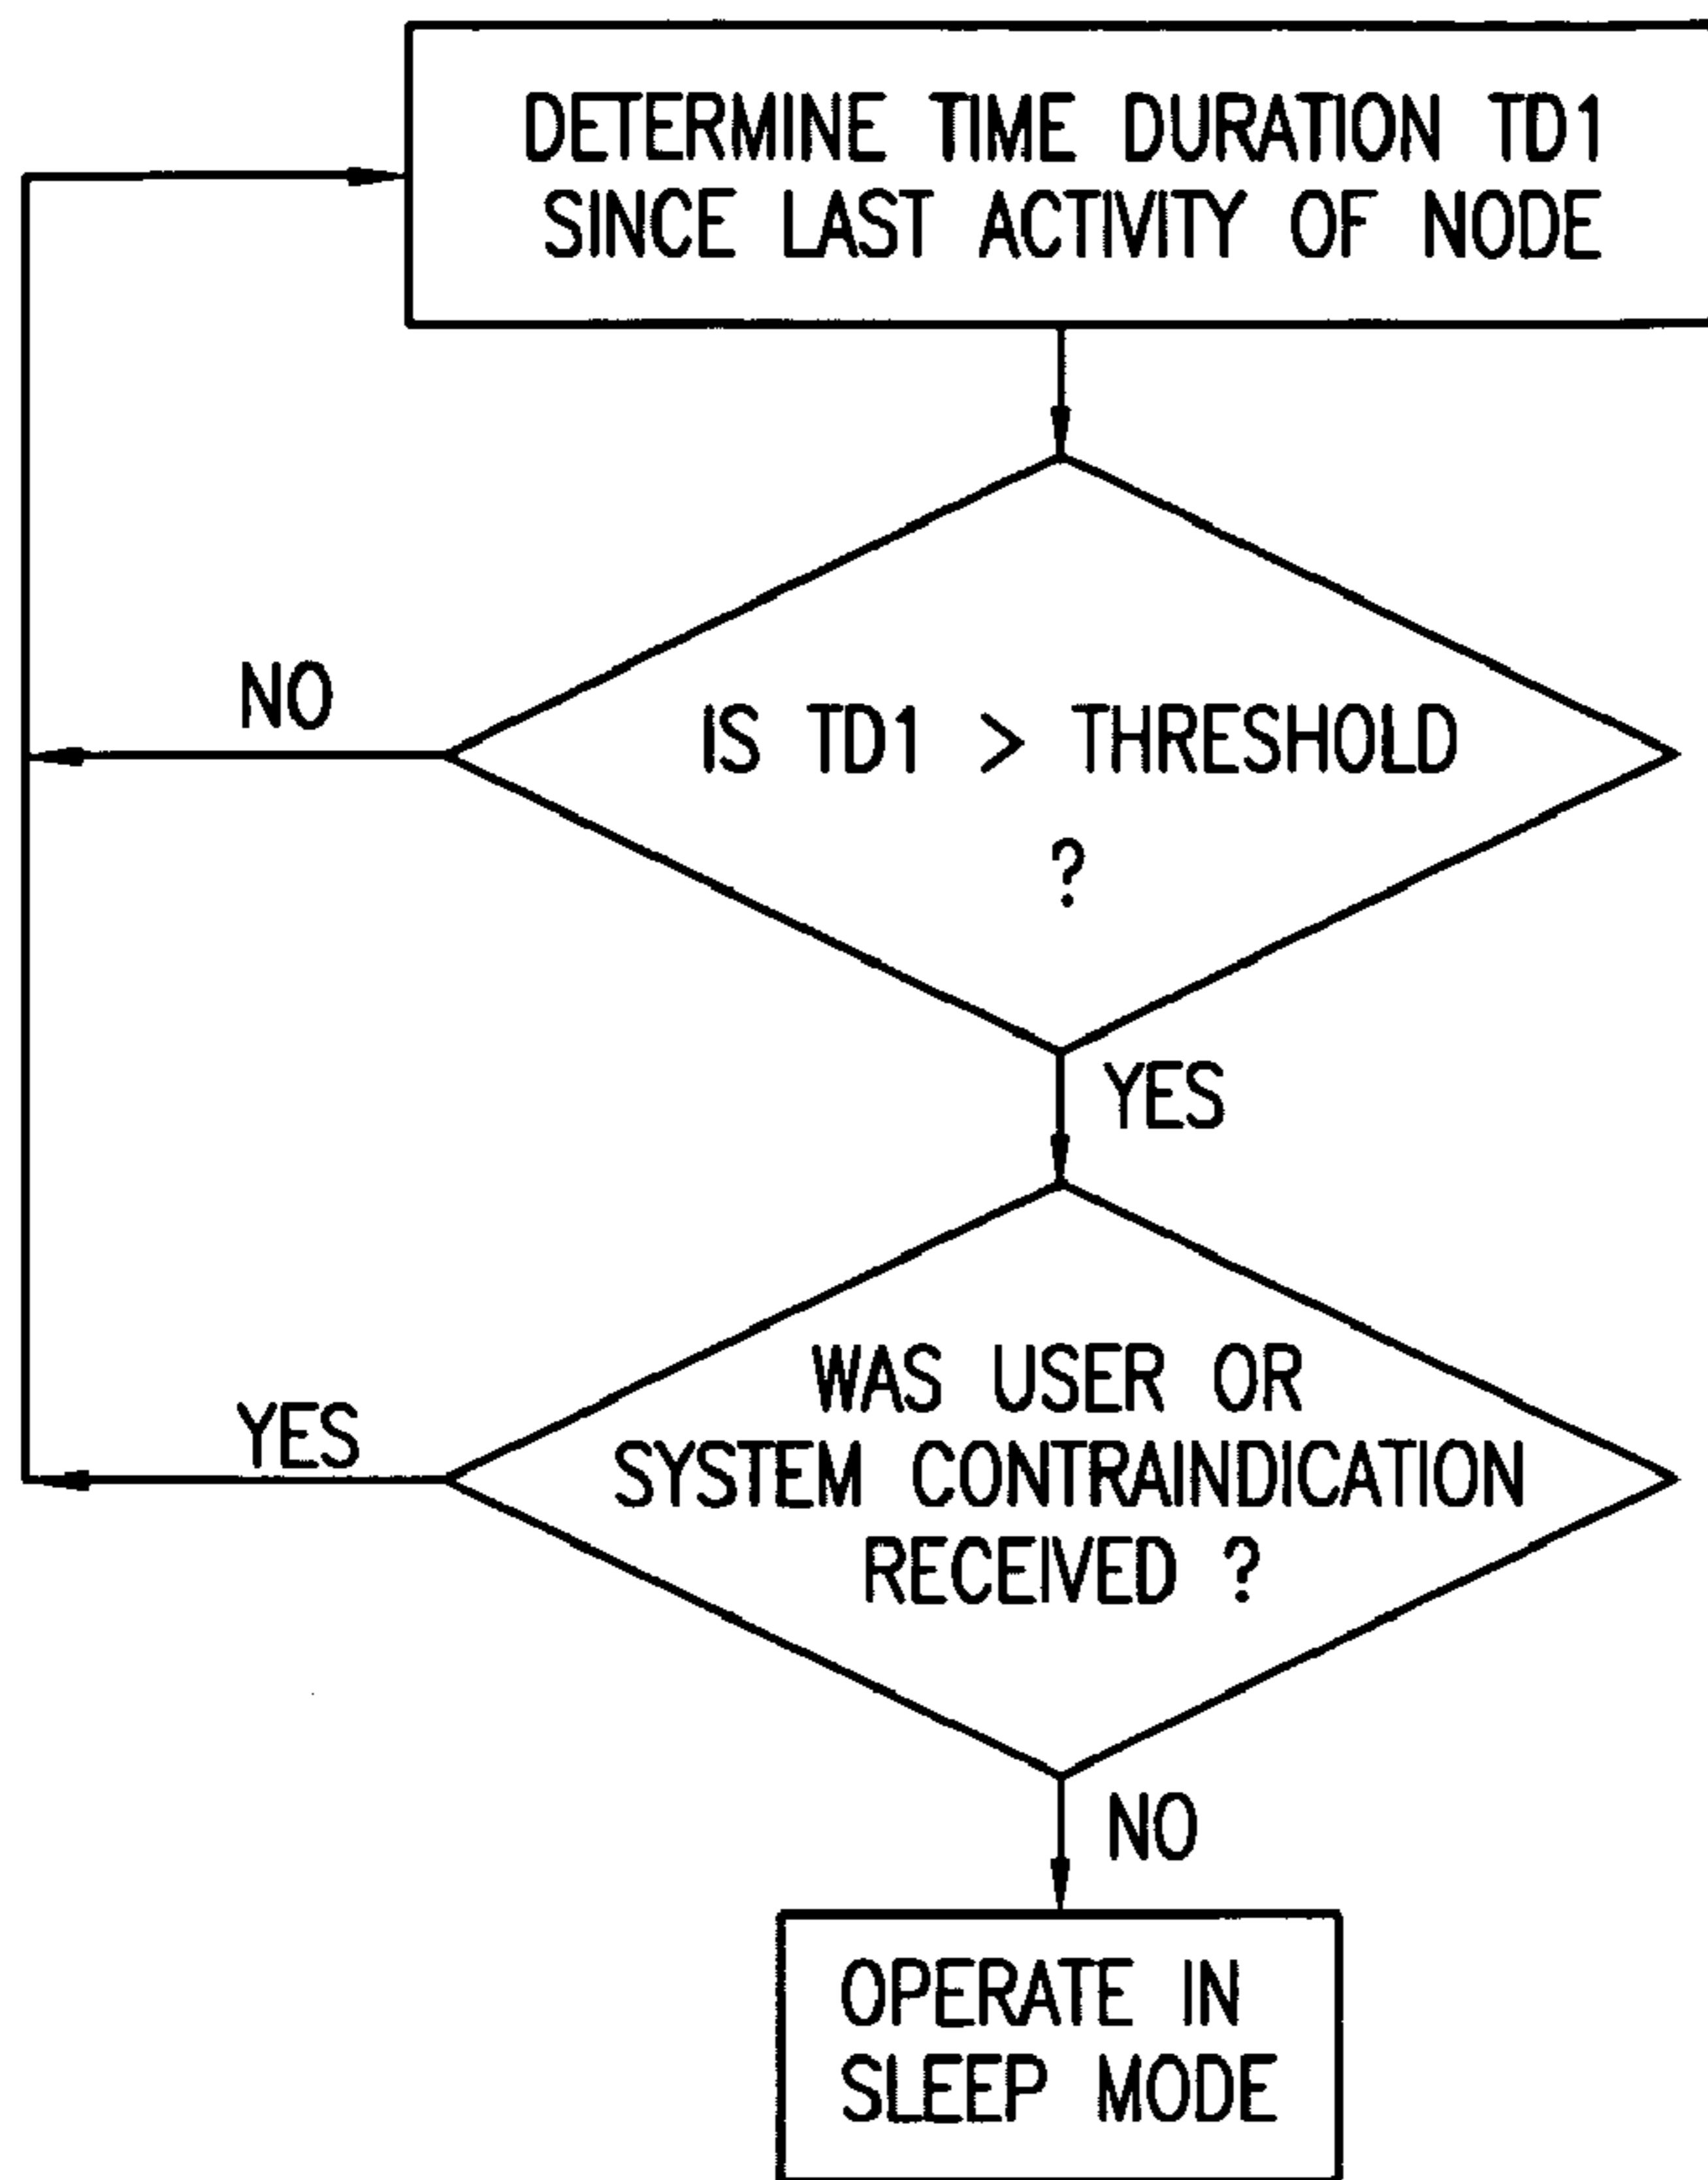 DETERMINE TIME DURATION TD1
SINCE LAST ACTIVITY OF NODE
NO
IS TD1 > THRESHOLD
?
YES
WAS USER OR
YES
SYSTEM CONTRAINDICATION
RECEIVED ?
NO
OPERATE IN
SLEEP MODE